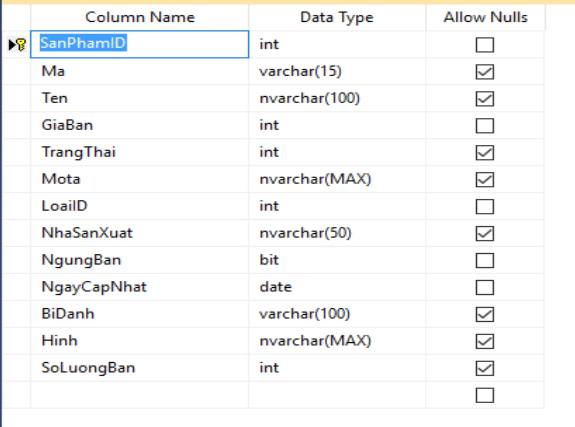 Column Name Data Type Allow Nulls
SanPhamID int
Ma varchar(15)
Ten nvarchar(100)
GiaBan int
TrangThai int
Mota nvarchar(MAX)
LoaiID int
NhaSanXuat nvarchar(50)
NgungBan bit
NgayCapNhat date
BiDanh varchar(100)
Hinh nvarchar(MAX)
SoLuongBan int